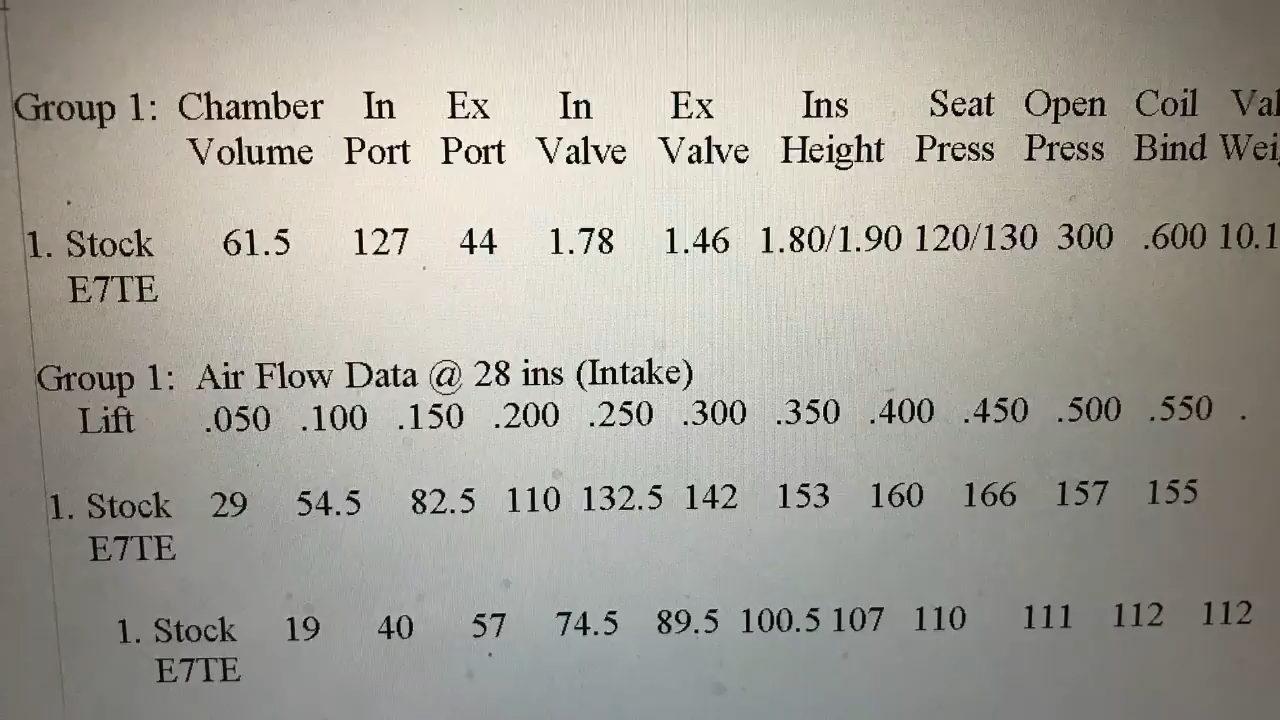 Group 1: Chamber In Ex In Ex Ins Seat Open Coil
Volume Port Port Valve Valve Height Press Press Bind
1. Stock 61.5 127 44 1.78 1.46 1.80/1.90 120/130 300 .600 10.1
E7TE
Group 1: Air Flow Data @ 28 ins (Intake)
Lift .050 .100 .150 .200 .250 .300 .350 .400 .450 .500 .550 .
1. Stock 29 54.5 82.5 110 132.5 142 153 160 166 157 155
E7TE
1. Stock 19 40 57 74.5 89.5 100.5 107 110 111 112 112
E7TE